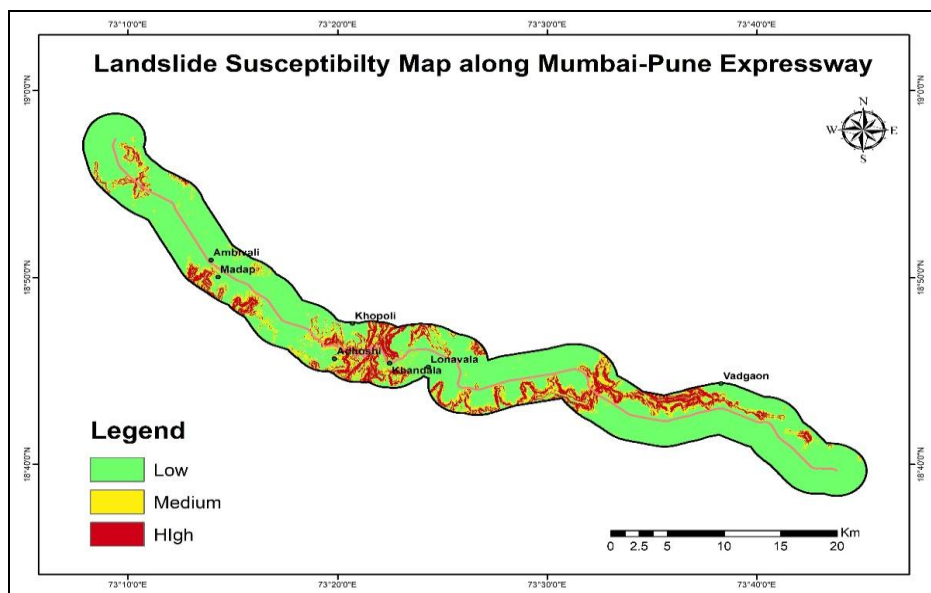 73°10'0"E 73°20'0"E 73°30'0"E 73°40'0"E
Landslide Susceptibilty Map along Mumbai-Pune Expressway
19°0'0"N 19°0'0"N
N
W E
S
Ambivali
Madap
18°50'0"N 18°50'0"N
Khopoli
Adhoshi
Lonavala
Khandala
Vadgaon
Legend
18°40'0"N 18°40'0"N
Low
Medium
HIgh
Km
0 2.5 5 10 15 20
73°10'0"E 73°20'0"E 73°30'0"E 73°40'0"E